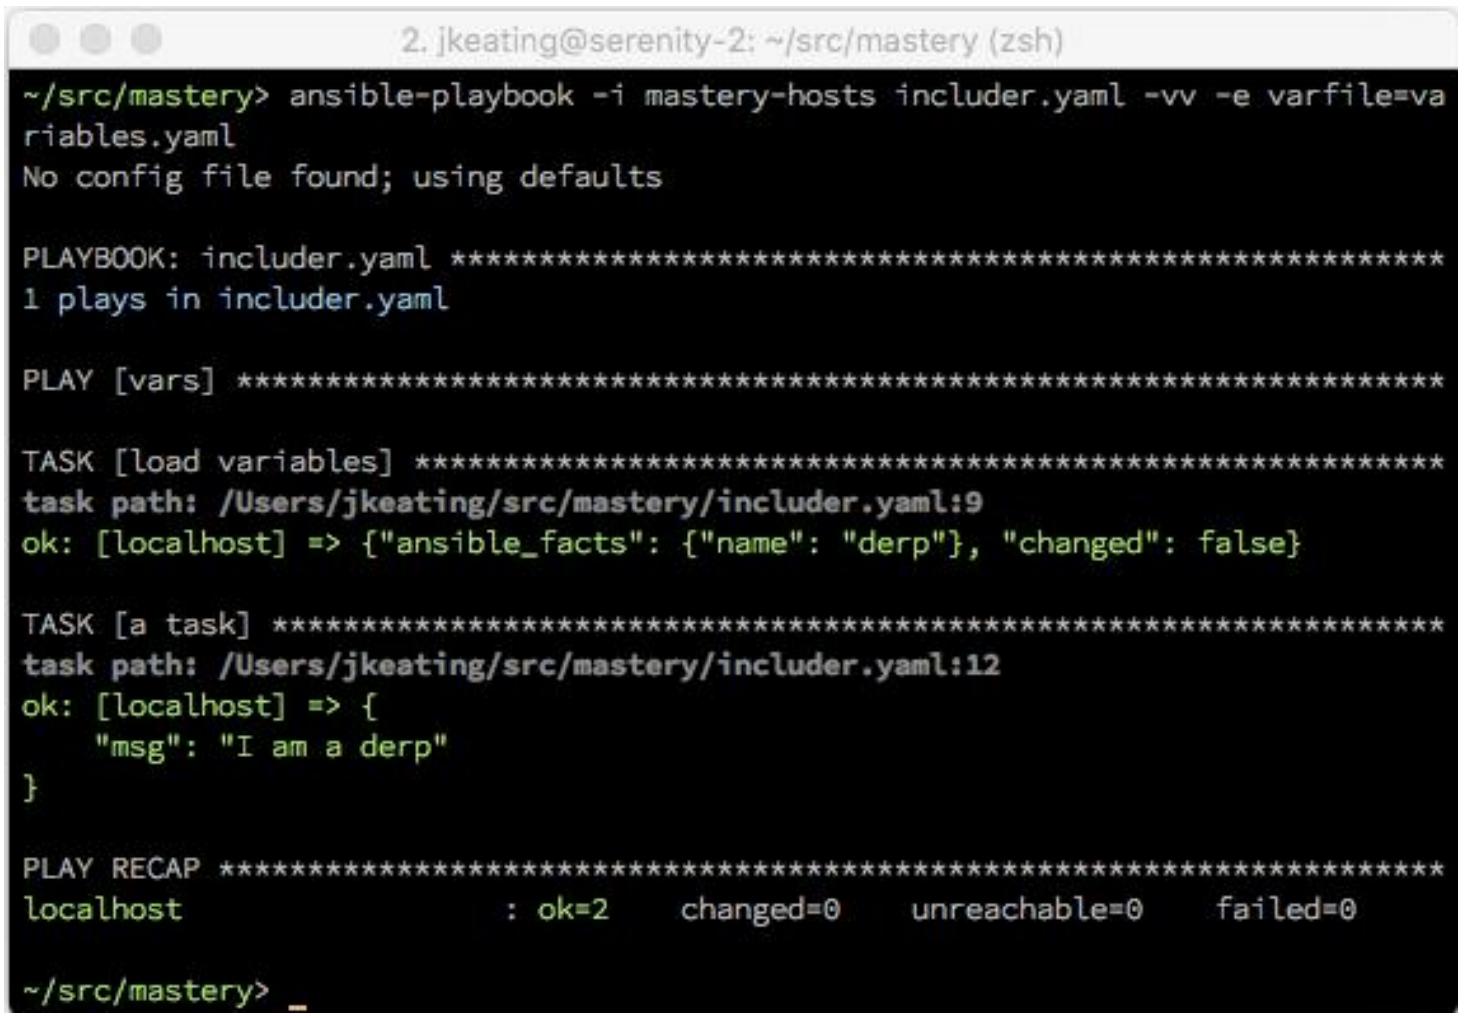 2. jkeating@serenity-2: ~/src/mastery (zsh)
~/src/mastery> ansible-playbook -i mastery-hosts includer.yaml -vv -e varfile=va
riables.yaml
No config file found; using defaults
PLAYBOOK: includer.yaml ********************************************************
1 plays in includer.yaml
PLAY [vars] ********************************************************************
TASK [load variables] **********************************************************
task path: /Users/jkeating/src/mastery/includer.yaml:9
ok: [localhost] => {"ansible_facts": {"name": "derp"}, "changed": false}
TASK [a task] ******************************************************************
task path: /Users/jkeating/src/mastery/includer.yaml:12
ok: [localhost] => {
    "msg": "I am a derp"
}
PLAY RECAP *********************************************************************
localhost                  : ok=2    changed=0    unreachable=0    failed=0
~/src/mastery> _